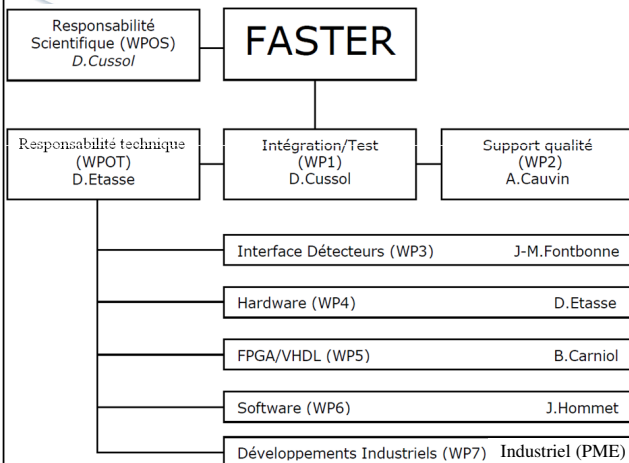 Responsabilité
Scientifique (WPOS)
D.Cussol
FASTER
Responsabilité technique
(WPOT)
D.Etasse
Intégration/Test
(WP1)
D.Cussol
Support qualité
(WP2)
A.Cauvin
Interface Détecteurs (WP3) J-M.Fontbonne
Hardware (WP4) D.Etasse
FPGA/VHDL (WP5) B.Carniol
Software (WP6) J.Hommet
Développements Industriels (WP7) Industriel (PME)